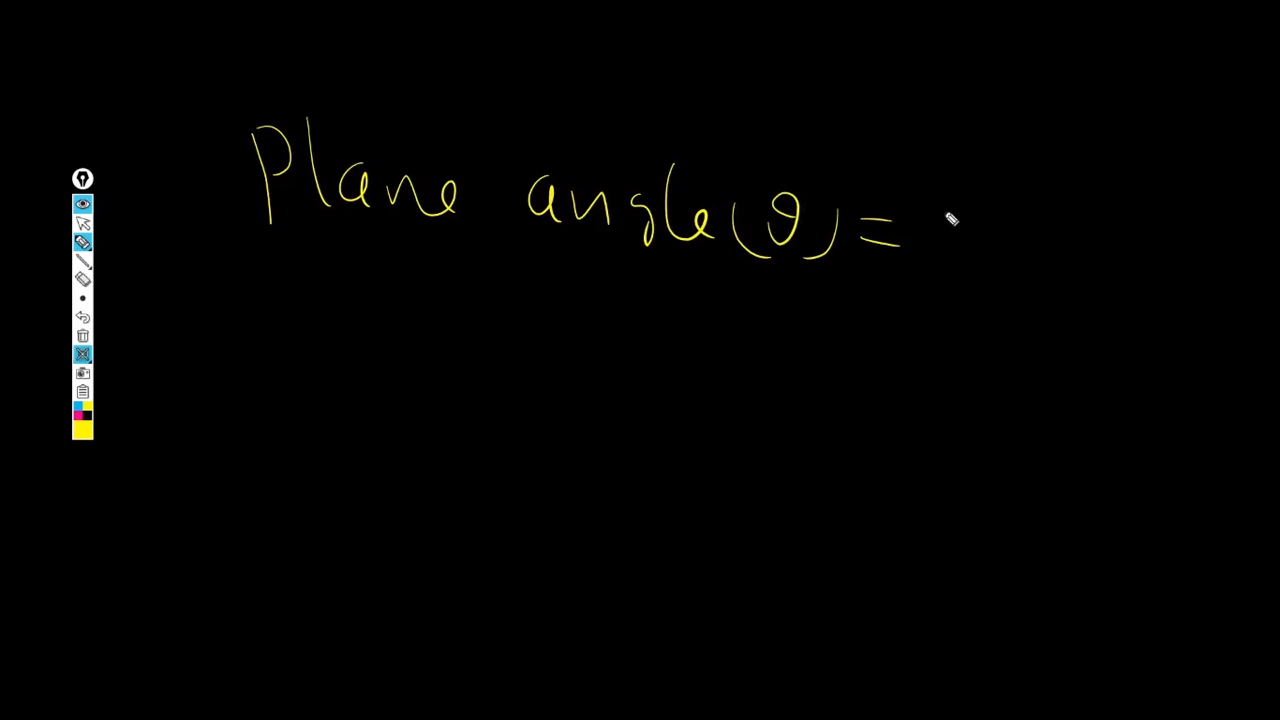 Plane angle (θ) =